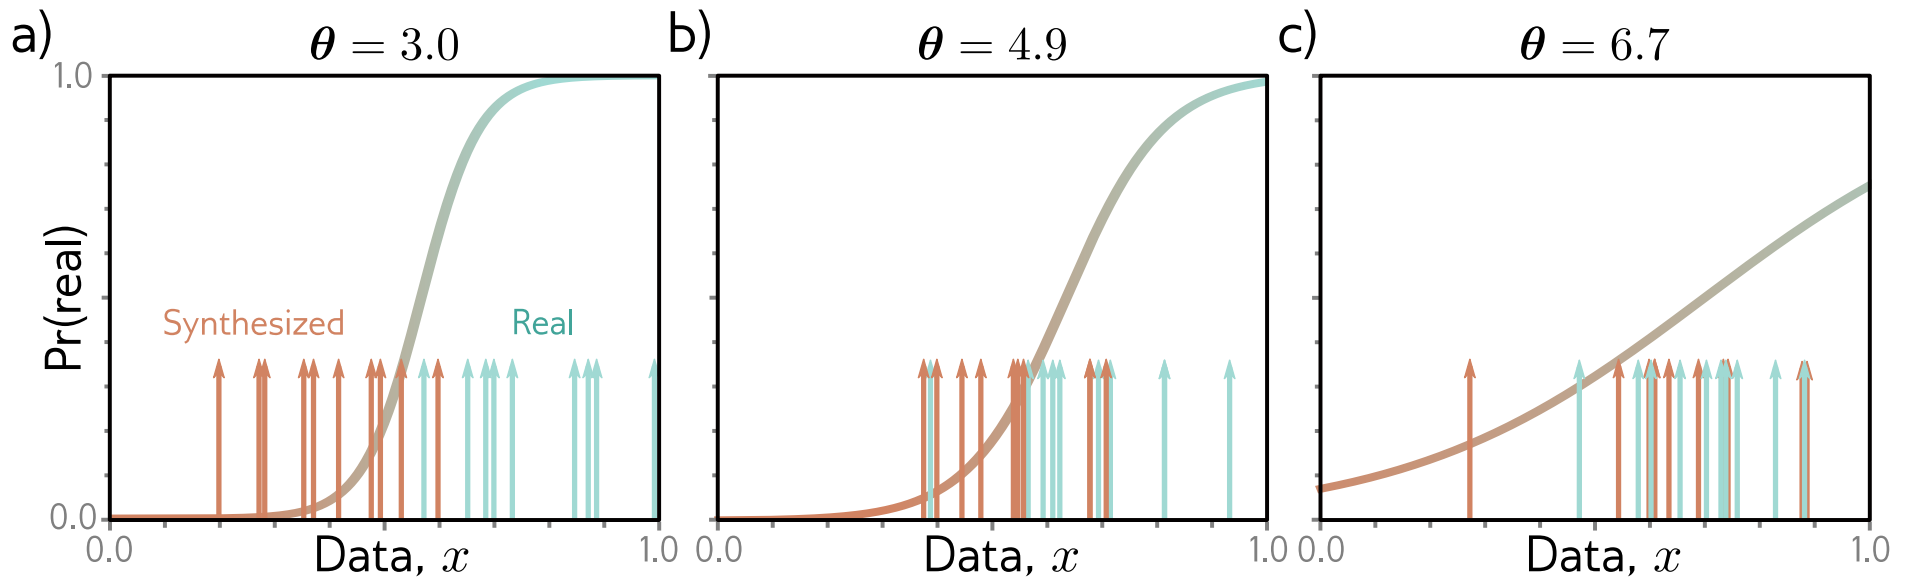 a)
θ = 3.0
b)
θ = 4.9
c)
θ = 6.7
1.0
Pr(real)
Synthesized
Real
0.0
0.0
Data, x
1.0
0.0
Data, x
1.0
0.0
Data, x
1.0